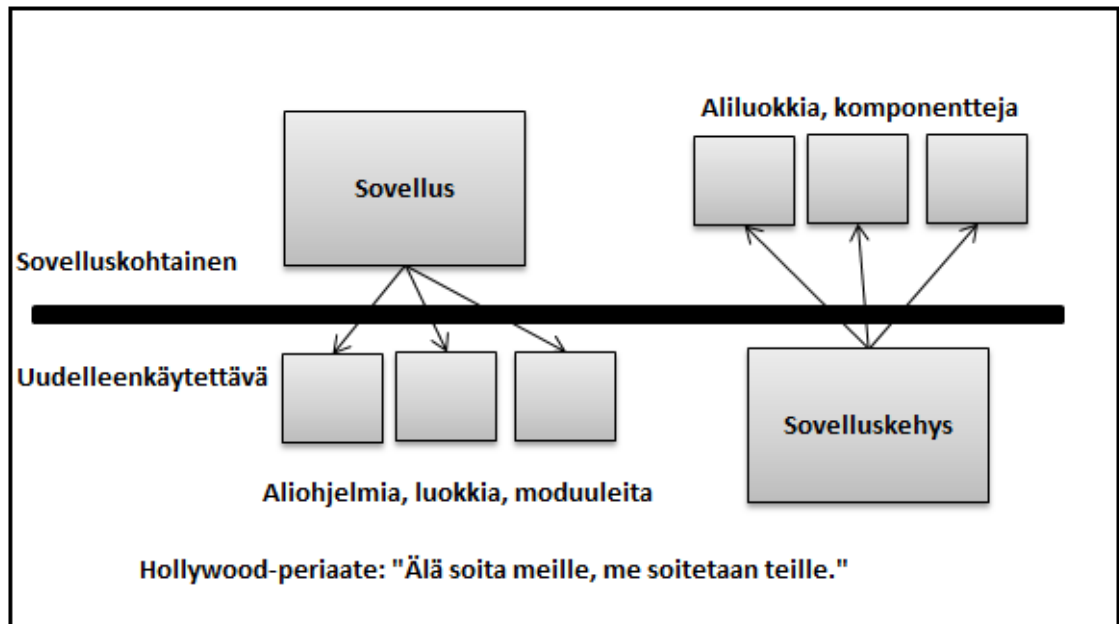 Aliluokkia, komponentteja
Sovellus
Sovelluskohtainen
Uudelleenkäytettävä
Sovelluskehys
Aliohjelmia, luokkia, moduuleita
Hollywood-periaate: "Älä soita meille, me soitetaan teille."